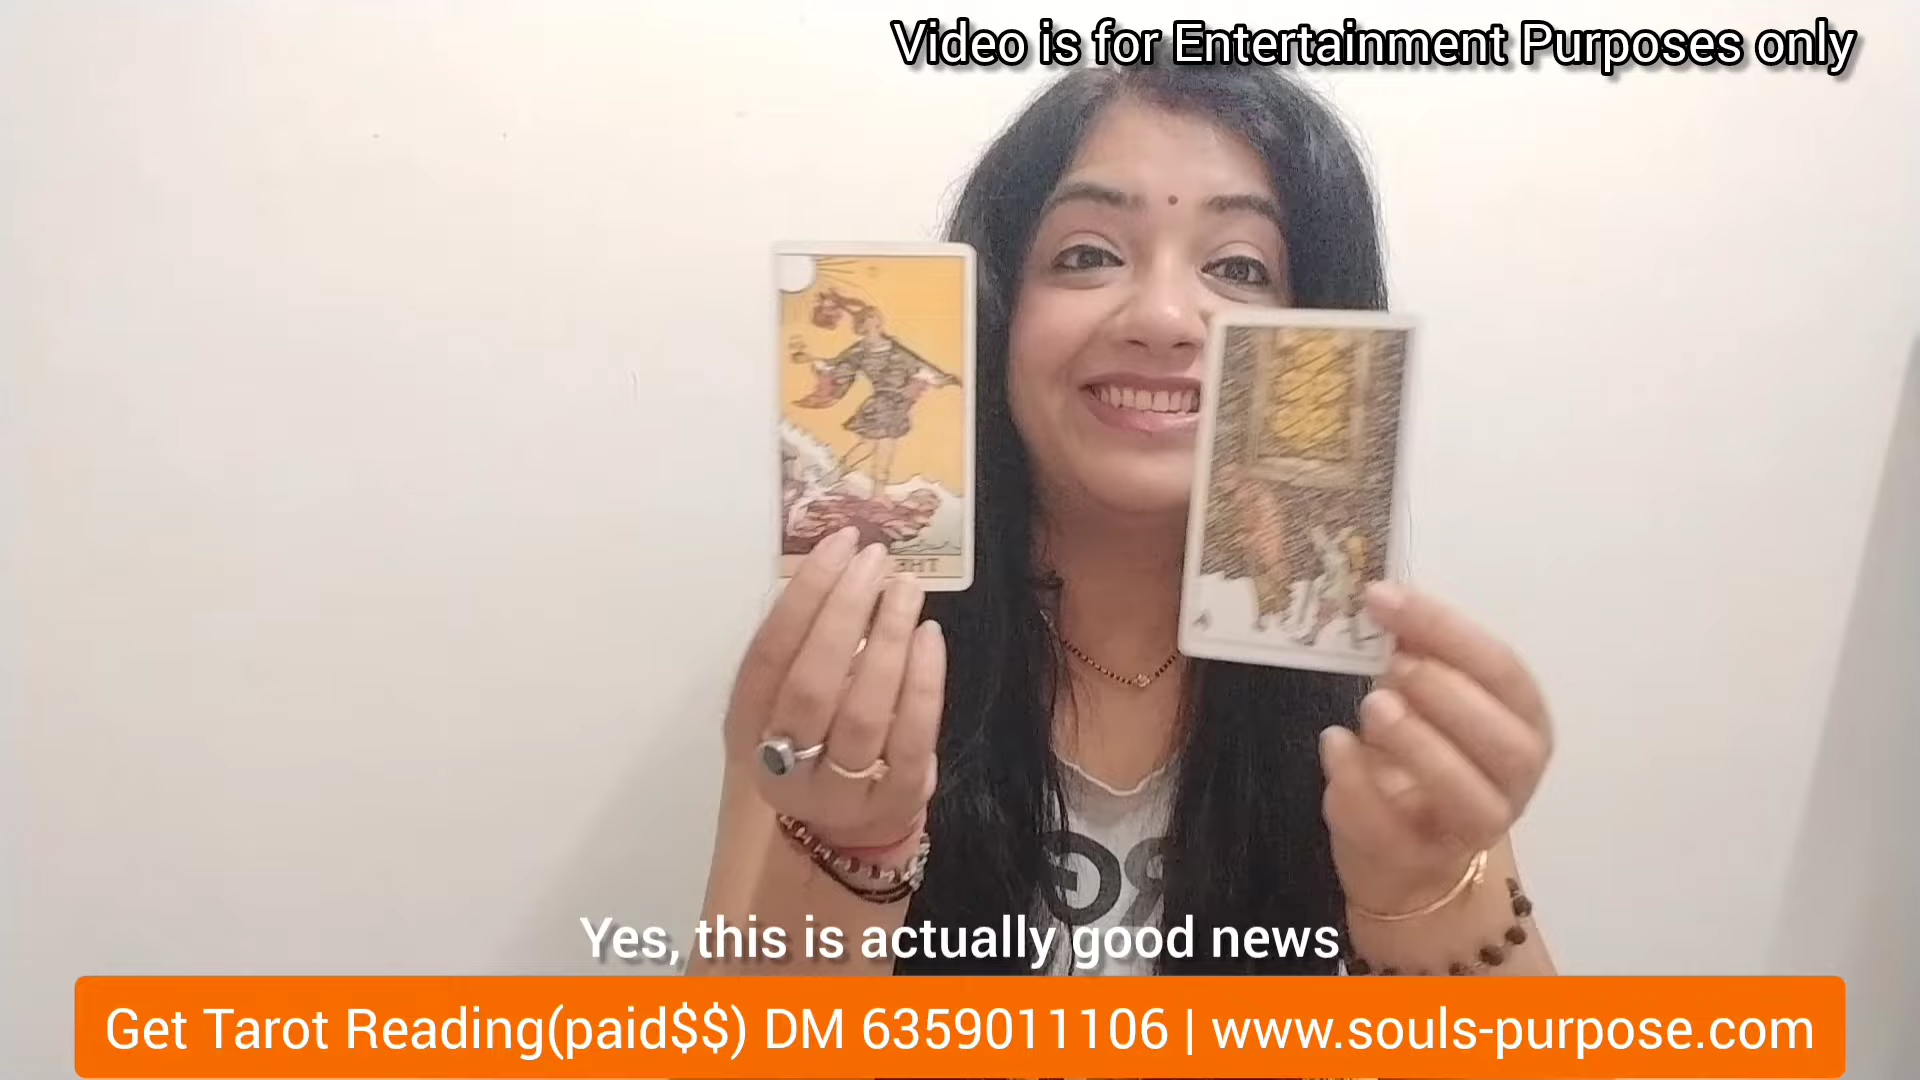 Video is for Entertainment Purposes only
THE
Yes, this is actually good news
Get Tarot Reading(paid$$) DM 6359011106 | www.souls-purpose.com